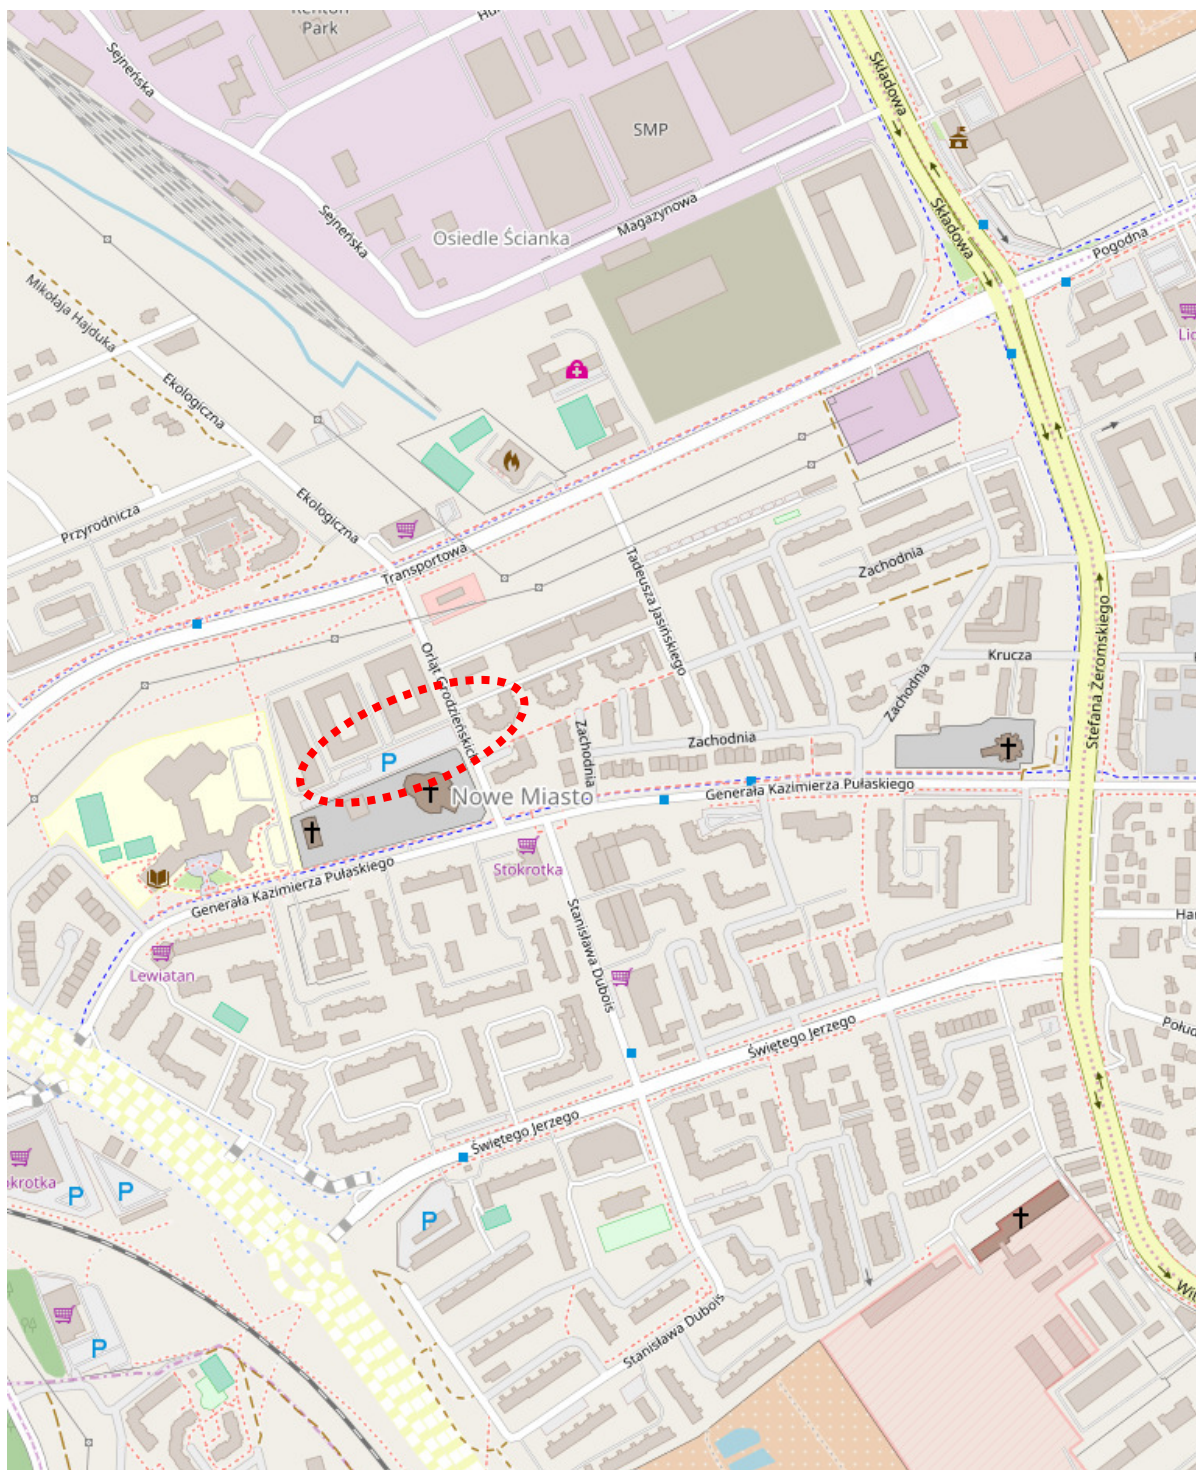 Park
Sejneńska
Składowa
SMP
Sejneńska
Magazynowa
Osiedle Ścianka
Składowa
Pogodna
Mikołaja Hajduka
Ekologiczna
Ekologiczna
Przyrodnicza
Transportowa
Tadeusza Jasińskiego
Zachodnia
Stefana Żeromskiego
Krucza
Orląt Grodzieńskich
Zachodnia
Zachodnia
Zachodnia
P
Nowe Miasto
Generała Kazimierza Pułaskiego
Stokrotka
Generała Kazimierza Pułaskiego
Stanisława Dubois
Lewiatan
Świętego Jerzego
Połud
Świętego Jerzego
okrotka
P
P
P
P
Stanisława Dubois